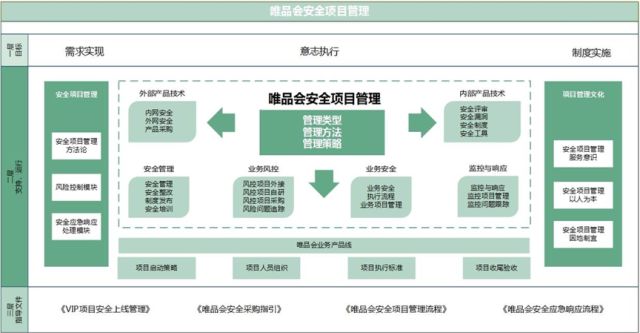 唯品会安全项目管理
一层
目标
需求实现
意志执行
制度实施
二层
支持、运行
安全项目管理
安全项目管理
方法论
风险控制模块
安全应急响应
处理模块
外部产品技术
内网安全
外网安全
产品采购
唯品会安全项目管理
管理类型
管理方法
管理策略
内部产品技术
安全评审
安全漏洞
安全制度
安全工具
安全管理
安全管理
安全整改
制度发布
安全培训
业务风控
风控项目外接
风控项目自研
风控项目采购
风险问题追踪
业务安全
业务安全
执行流程
业务项目管理
监控与响应
监控与响应
监控项目管理
监控问题跟踪
唯品会业务产品线
项目启动策略
项目人员组织
项目执行标准
项目收尾验收
项目管理文化
安全项目管理
服务意识
安全项目管理
以人为本
安全项目管理
因地制宜
三层
指导文件
《VIP项目安全上线管理》
《唯品会安全采购指引》
《唯品会安全项目管理流程》
《唯品会安全应急响应流程》